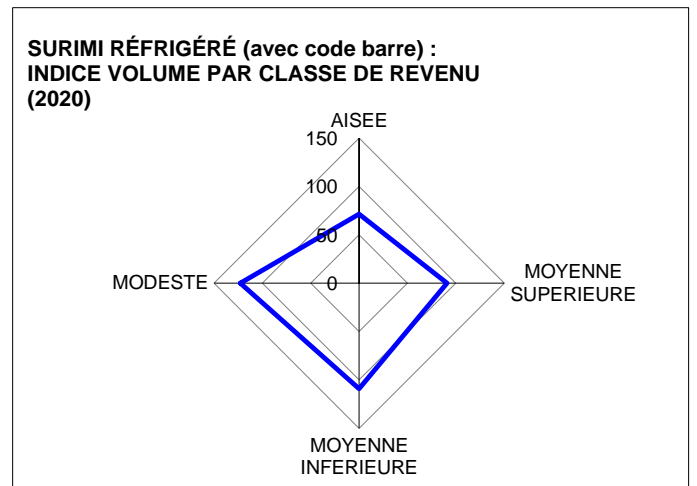 SURIMI RÉFRIGÉRÉ (avec code barre) :
INDICE VOLUME PAR CLASSE DE REVENU
(2020)
AISEE
150
100
50
0
MODESTE
MOYENNE
SUPERIEURE
MOYENNE
INFERIEURE